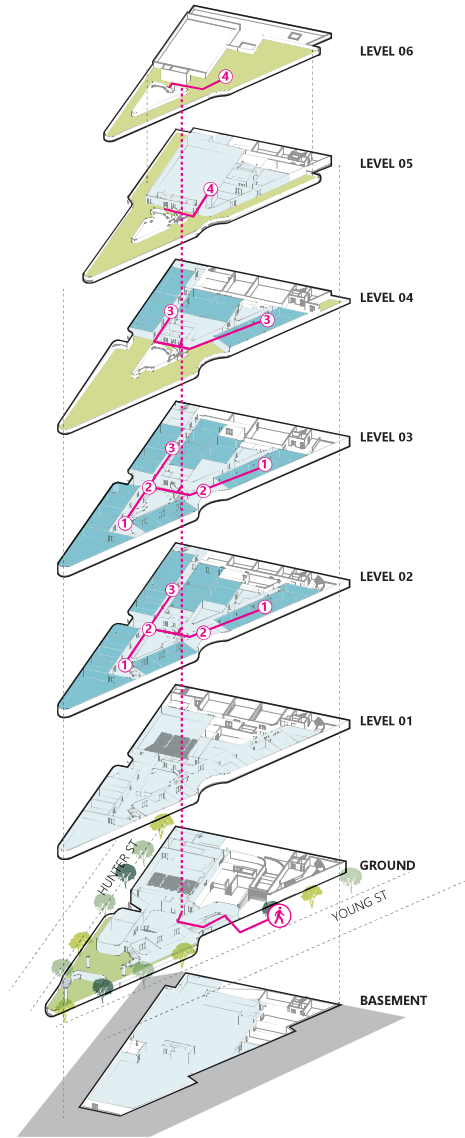 LEVEL 06
4
LEVEL 05
4
LEVEL 04
3
3
LEVEL 03
3
1
2
2
1
LEVEL 02
3
1
2
2
1
LEVEL 01
HUNTER ST
GROUND
YOUNG ST
BASEMENT